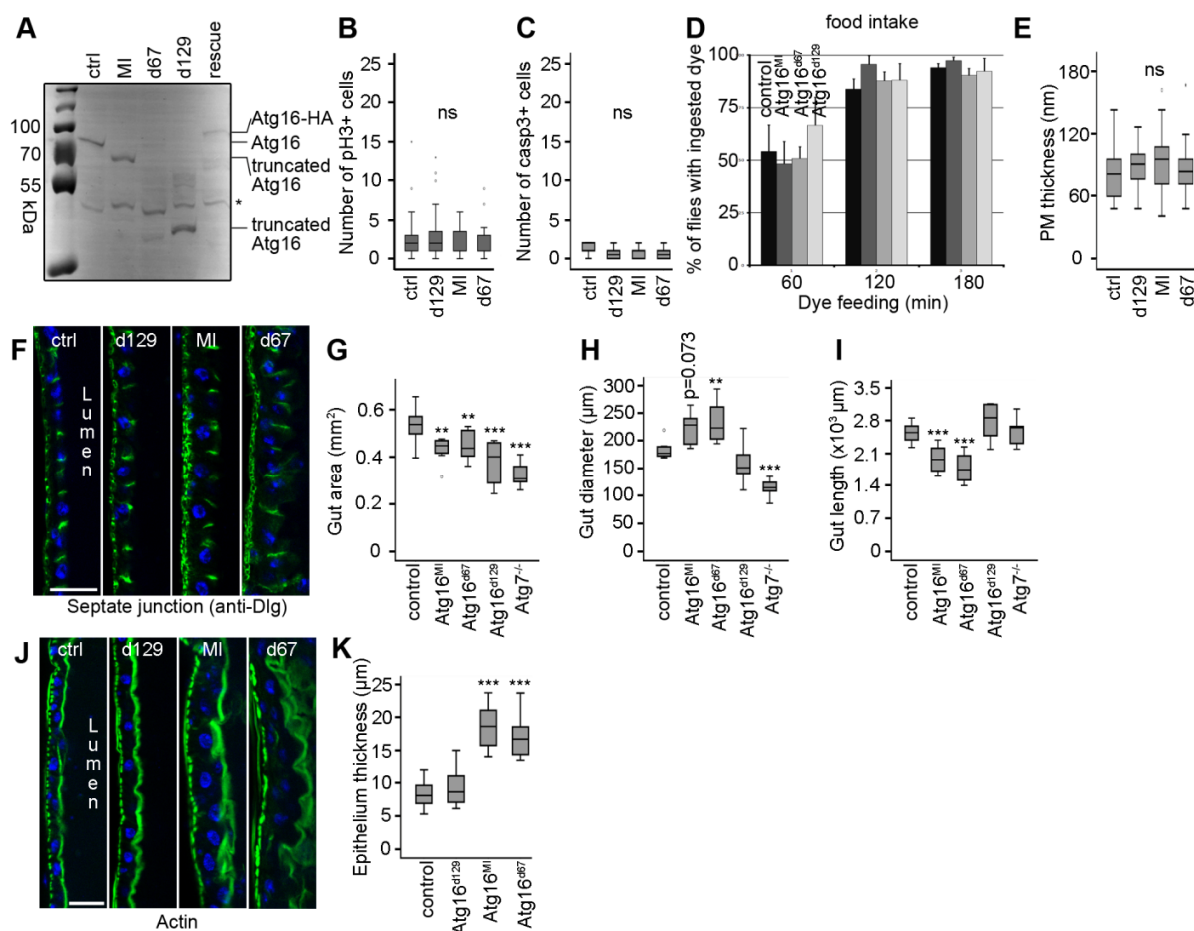 A
ctrl
MI
d67
d129
rescue
100
70
55
kDa
Atg16-HA
Atg16
truncated
Atg16
*
truncated
Atg16
B
Number of pH3+ cells
25
20
15
10
5
0
ns
ctrl
d129
MI
d67
C
Number of casp3+ cells
25
20
15
10
5
0
ns
ctrl
d129
MI
d67
D
food intake
% of flies with ingested dye
100
75
50
25
0
control
Atg16MI
Atg16d67
Atg16d129
60
120
180
Dye feeding (min)
E
PM thickness (nm)
180
120
60
0
ns
ctrl
d129
MI
d67
F
ctrl
d129
MI
d67
Lumen
Septate junction (anti-Dlg)
G
Gut area (mm²)
0.6
0.4
0.2
0
**
**
***
***
control
Atg16MI
Atg16d67
Atg16d129
Atg7-/-
H
Gut diameter (µm)
300
250
200
150
100
50
0
p=0.073
**
***
control
Atg16MI
Atg16d67
Atg16d129
Atg7-/-
I
Gut length (x10³ µm)
3.5
2.8
2.1
1.4
0.7
0
***
***
control
Atg16MI
Atg16d67
Atg16d129
Atg7-/-
J
ctrl
d129
MI
d67
Lumen
Actin
K
Epithelium thickness (µm)
25
20
15
10
5
0
***
***
control
Atg16d129
Atg16MI
Atg16d67